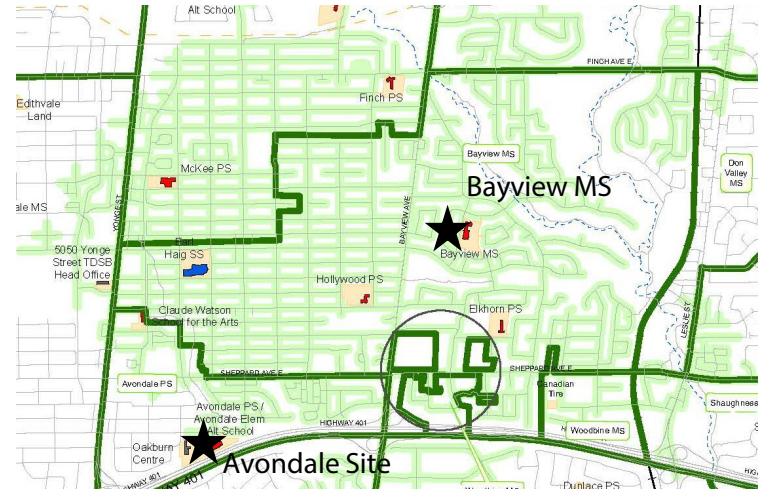 Alt School
FINCH AVE E
Edithvale
Land
Finch PS
Bayview MS
Don
Valley
MS
McKee PS
Bayview MS
ale MS
YONGE ST
BAYVIEW AVE
Earl
Haig SS
5050 Yonge
Street TDSB
Head Office
Bayview MS
Hollywood PS
Claude Watson
School for the Arts
Elkhorn PS
LESLIE ST
SHEPPARD AVE E
SHEPPARD AVE E
Avondale PS
Canadian
Tire
Avondale PS /
Avondale Elem
Alt School
Shaughness
HIGHWAY 401
Woodbine MS
Oakburn
Centre
Avondale Site
HIGHWAY 401
Dunlace PS